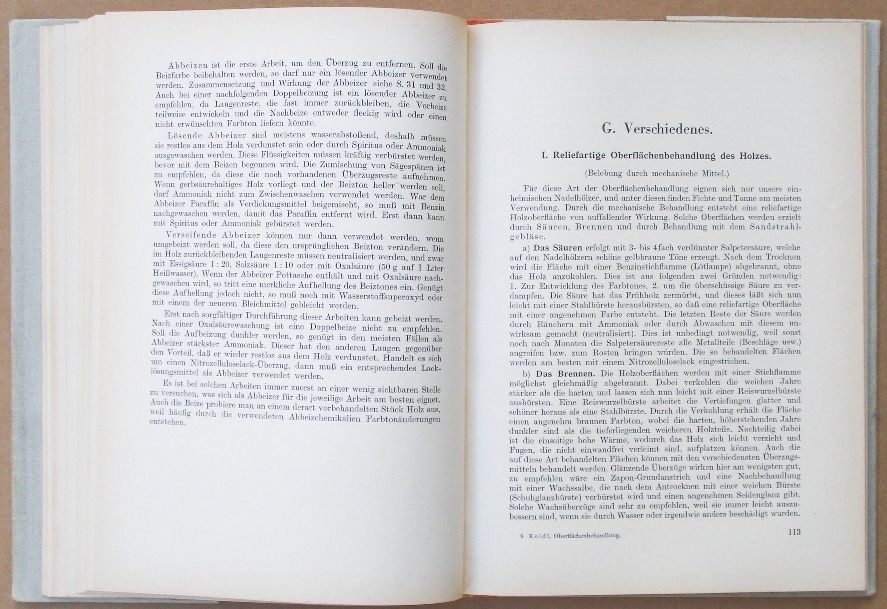 Abbeizen ist die erste Arbeit, um den Überzug zu entfernen. Soll die
Beizfarbe beibehalten werden, so darf nur ein lösender Abbeizer verwendet
werden. Zusammensetzung und Wirkung der Abbeizer siehe S. 31 und 32.
Auch bei einer nachfolgenden Doppelbeizung ist ein lösender Abbeizer zu
empfehlen, da Laugenreste, die fast immer zurückbleiben, die Vorbeize
teilweise entwickeln und die Nachbeize entweder fleckig wird oder einen
nicht erwünschten Farbton liefern könnte.
Lösende Abbeizer sind meistens wasserabstoßend, deshalb müssen
sie restlos aus dem Holz verdunstet sein oder durch Spiritus oder Ammoniak
ausgewaschen werden. Diese Flüssigkeiten müssen kräftig verbürstet werden,
bevor mit dem Beizen begonnen wird. Die Zumischung von Sägespänen ist
zu empfehlen, da diese die noch vorhandenen Überzugsreste aufnehmen.
Wenn gerbsäurehaltiges Holz vorliegt und der Beizton heller werden soll,
darf Ammoniak nicht zum Zwischenwaschen verwendet werden. War dem
Abbeizer Paraffin als Verdickungsmittel beigemischt, so muß mit Benzin
nachgewaschen werden, damit das Paraffin entfernt wird. Erst dann kann
mit Spiritus oder Ammoniak gebürstet werden.
Verseifende Abbeizer können nur dann verwendet werden, wenn
umgebeizt werden soll, da diese den ursprünglichen Beizton verändern. Die
im Holz zurückbleibenden Laugenreste müssen neutralisiert werden, und zwar
mit Essigsäure 1 : 20, Salzsäure 1 : 10 oder mit Oxalsäure (50 g auf 1 Liter
Heißwasser). Wenn der Abbeizer Pottasche enthält und mit Oxalsäure nach-
gewaschen wird, so tritt eine merkliche Aufhellung des Beiztones ein. Genügt
diese Aufhellung jedoch nicht, so muß noch mit Wasserstoffsuperoxyd oder
mit einem der neueren Bleichmittel gebleicht werden.
Erst nach sorgfältiger Durchführung dieser Arbeiten kann gebeizt werden.
Nach einer Oxalsäurewaschung ist eine Doppelbeize nicht zu empfehlen.
Soll die Aufbeizung dunkler werden, so genügt in den meisten Fällen als
Abbeizer stärkster Ammoniak. Dieser hat den anderen Laugen gegenüber
den Vorteil, daß er wieder restlos aus dem Holz verdunstet. Handelt es sich
um einen Nitrozelluloselack-Überzug, dann muß ein entsprechendes Lack-
lösungsmittel als Abbeizer verwendet werden.
Es ist bei solchen Arbeiten immer zuerst an einer wenig sichtbaren Stelle
zu versuchen, was sich als Abbeizer für die jeweilige Arbeit am besten eignet.
Auch die Beize probiere man an einem derart vorbehandelten Stück Holz aus,
weil häufig durch die verwendeten Abbeizchemikalien Farbtonänderungen
entstehen.
G. Verschiedenes.
I. Reliefartige Oberflächenbehandlung des Holzes.
(Belebung durch mechanische Mittel.)
Für diese Art der Oberflächenbehandlung eignen sich nur unsere ein-
heimischen Nadelhölzer, und unter diesen finden Fichte und Tanne am meisten
Verwendung. Durch die mechanische Behandlung entsteht eine reliefartige
Holzoberfläche von auffallender Wirkung. Solche Oberflächen werden erzielt
durch Säuren, Brennen und durch Behandlung mit dem Sandstrahl-
gebläse.
a) Das Säuren erfolgt mit 3- bis 4fach verdünnter Salpetersäure, welche
auf den Nadelhölzern schöne gelbbraune Töne erzeugt. Nach dem Trocknen
wird die Fläche mit einer Benzinstichflamme (Lötlampe) abgebrannt, ohne
das Holz anzukohlen. Dies ist aus folgenden zwei Gründen notwendig:
1. Zur Entwicklung des Farbtones, 2. um die überschüssige Säure zu ver-
dampfen. Die Säure hat das Frühholz zermürbt, und dieses läßt sich nun
leicht mit einer Stahlbürste herausbürsten, so daß eine reliefartige Oberfläche
mit einer angenehmen Farbe entsteht. Die letzten Reste der Säure werden
durch Räuchern mit Ammoniak oder durch Abwaschen mit diesem un-
wirksam gemacht (neutralisiert). Dies ist unbedingt notwendig, weil sonst
noch nach Monaten die Salpetersäurereste alle Metallteile (Beschläge usw.)
angreifen bzw. zum Rosten bringen würden. Die so behandelten Flächen
werden am besten mit einem Nitrozelluloselack eingestrichen.
b) Das Brennen. Die Holzoberflächen werden mit einer Stichflamme
möglichst gleichmäßig abgebrannt. Dabei verkohlen die weichen Jahre
stärker als die harten und lassen sich nun leicht mit einer Reiswurzelbürste
ausbürsten. Eine Reiswurzelbürste arbeitet die Vertiefungen glatter und
schöner heraus als eine Stahlbürste. Durch die Verkohlung erhält die Fläche
einen angenehm braunen Farbton, wobei die harten, höherstehenden Jahre
dunkler sind als die tieferliegenden weicheren Holzteile. Nachteilig dabei
ist die einseitige hohe Wärme, wodurch das Holz sich leicht verzieht und
Fugen, die nicht einwandfrei verleimt sind, aufplatzen können. Auch die
auf diese Art behandelten Flächen können mit den verschiedensten Überzugs-
mitteln behandelt werden. Glänzende Überzüge wirken hier am wenigsten gut,
zu empfehlen wäre ein Zapon-Grundanstrich und eine Nachbehandlung
mit einer Wachssalbe, die nach dem Antrocknen mit einer weichen Bürste
(Schuhglanzbürste) verbürstet wird und einen angenehmen Seidenglanz gibt.
Solche Wachsüberzüge sind sehr zu empfehlen, weil sie immer leicht auszu-
bessern sind, wenn sie durch Wasser oder irgendwie anders beschädigt wurden.
8 Koidl, Oberflächenbehandlung.
113